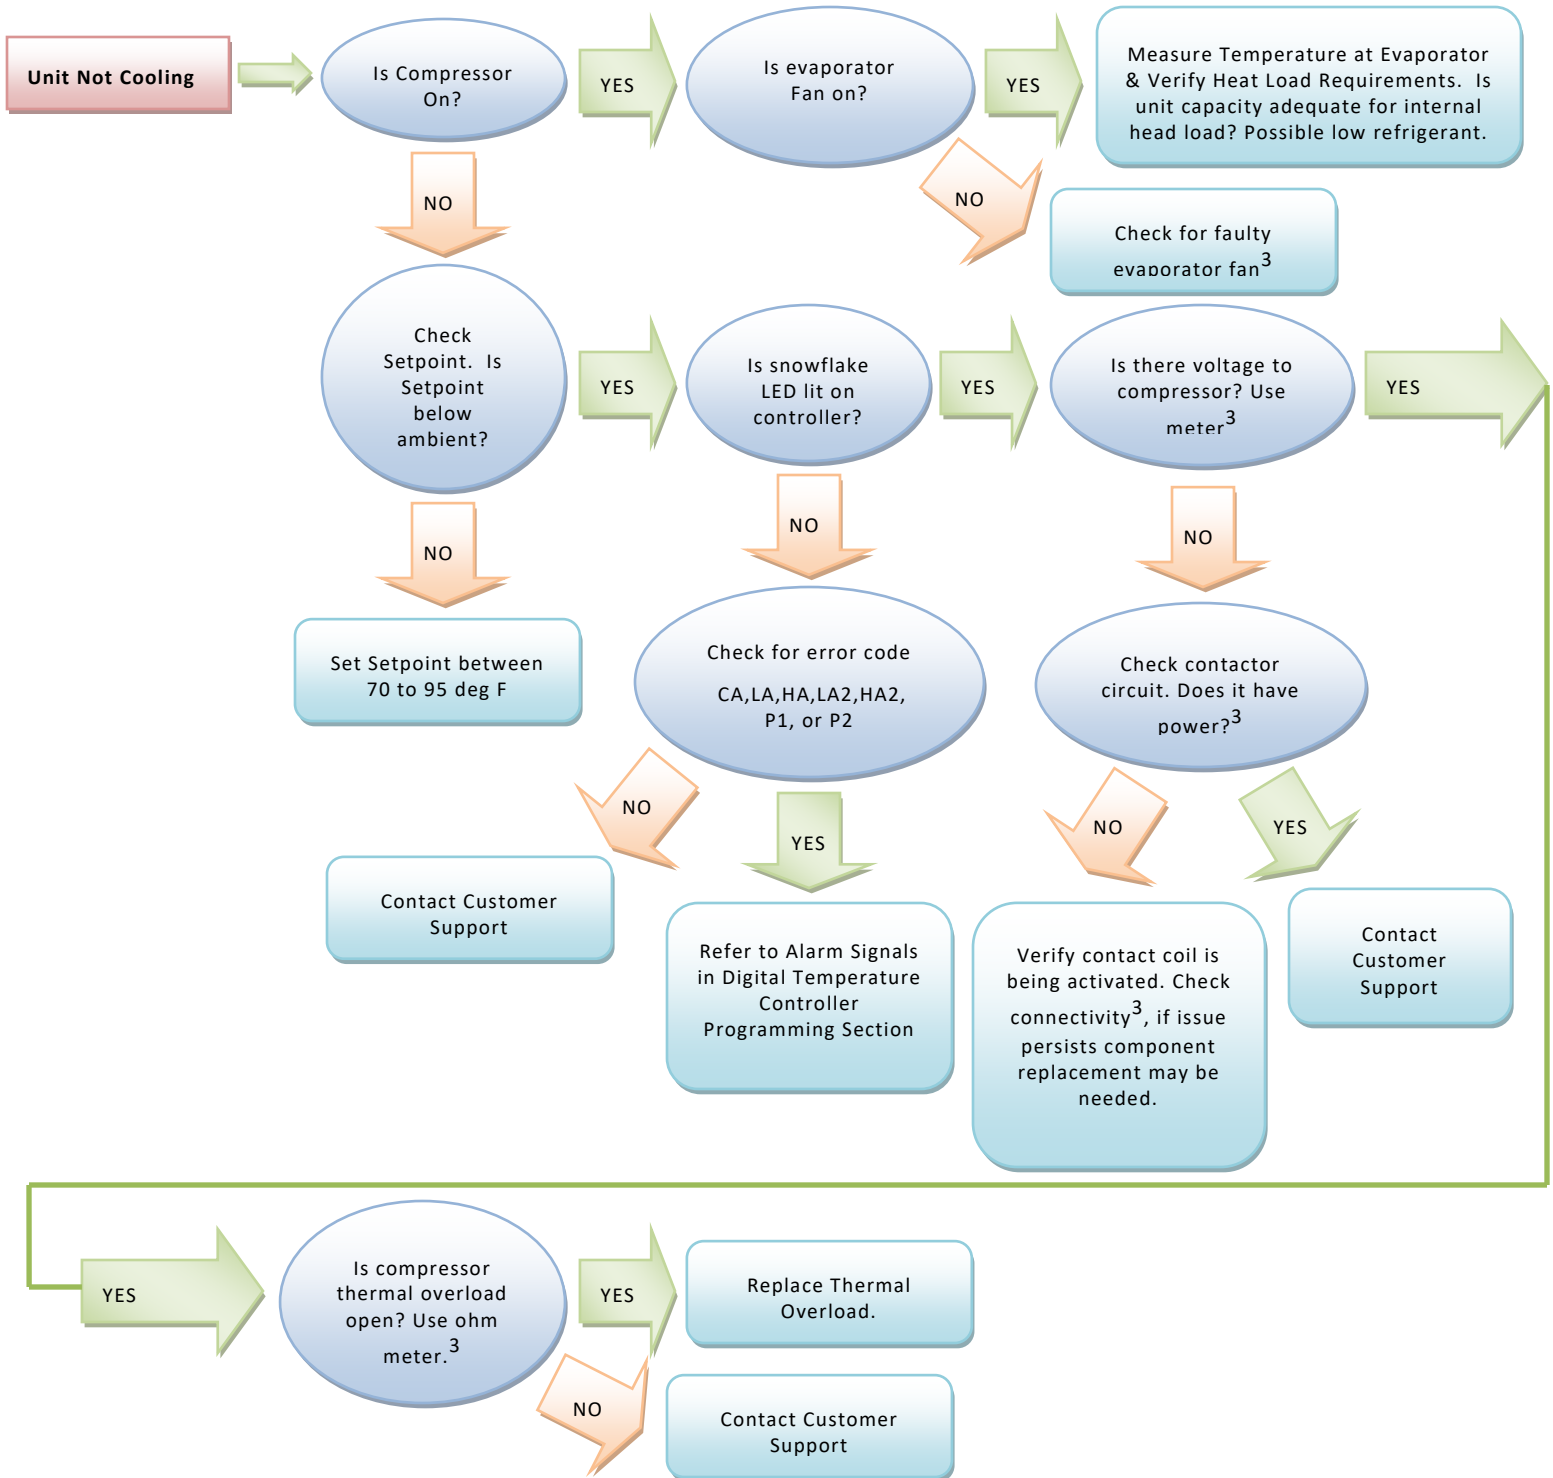 Unit Not Cooling
Is Compressor
On?
YES
Is evaporator
Fan on?
YES
Measure Temperature at Evaporator
& Verify Heat Load Requirements.  Is
unit capacity adequate for internal
head load? Possible low refrigerant.
NO
NO
Check for faulty
evaporator fan3
Check
Setpoint.  Is
Setpoint
below
ambient?
YES
Is snowflake
LED lit on
controller?
YES
Is there voltage to
compressor? Use
meter3
YES
NO
NO
NO
Set Setpoint between
70 to 95 deg F
Check for error code
CA,LA,HA,LA2,HA2,
P1, or P2
Check contactor
circuit. Does it have
power?3
NO
YES
NO
YES
Contact Customer
Support
Refer to Alarm Signals
in Digital Temperature
Controller
Programming Section
Verify contact coil is
being activated. Check
connectivity3, if issue
persists component
replacement may be
needed.
Contact
Customer
Support
YES
Is compressor
thermal overload
open? Use ohm
meter.3
YES
Replace Thermal
Overload.
NO
Contact Customer
Support